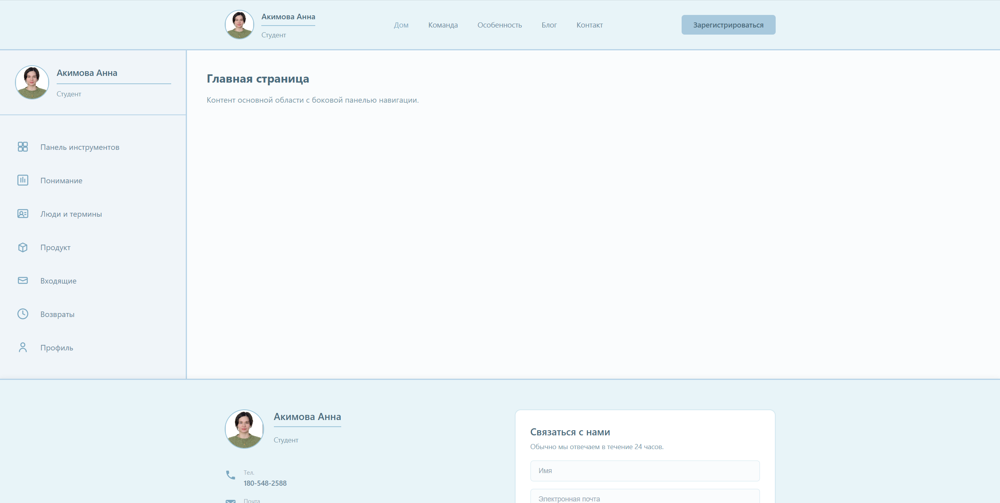 Акимова Анна
Студент
Дом
Команда
Особенность
Блог
Контакт
Зарегистрироваться
Акимова Анна
Студент
Панель инструментов
Понимание
Люди и термины
Продукт
Входящие
Возвраты
Профиль
Главная страница
Контент основной области с боковой панелью навигации.
Акимова Анна
Студент
Тел.
180-548-2588
Почта
Связаться с нами
Обычно мы отвечаем в течение 24 часов.
Имя
Электронная почта